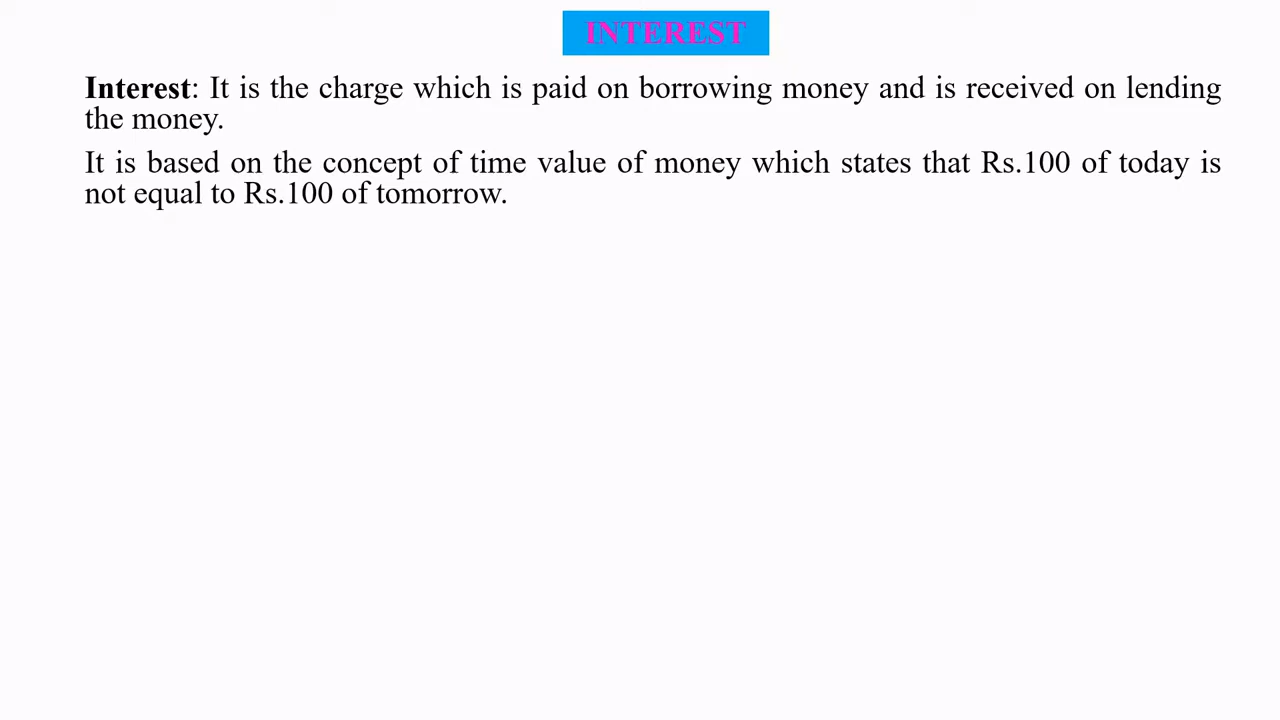 INTEREST
Interest: It is the charge which is paid on borrowing money and is received on lending
the money.
It is based on the concept of time value of money which states that Rs.100 of today is
not equal to Rs.100 of tomorrow.